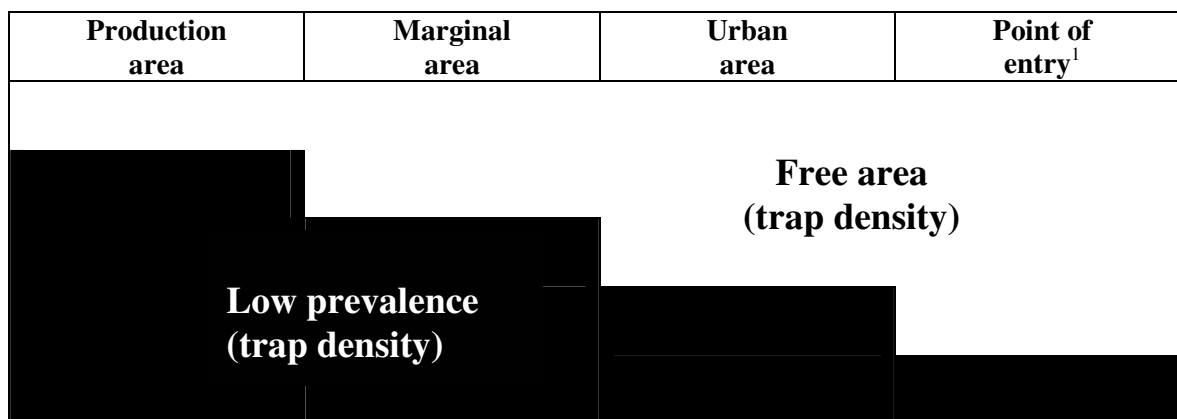 Production area
Marginal area
Urban area
Point of entry¹
Free area
(trap density)
Low prevalence
(trap density)